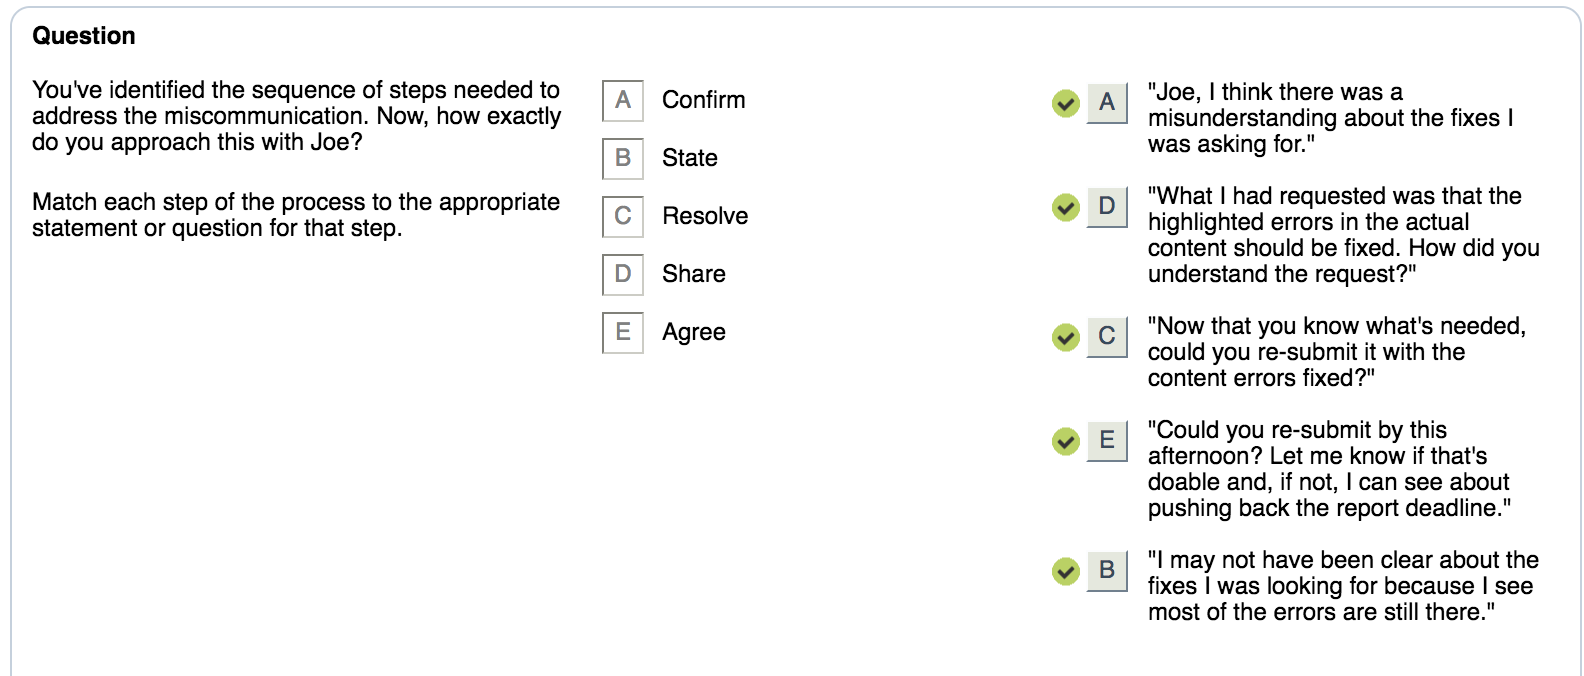 Question
You've identified the sequence of steps needed to
address the miscommunication. Now, how exactly
do you approach this with Joe?
Match each step of the process to the appropriate
statement or question for that step.
A Confirm
B State
C Resolve
D Share
E Agree
A "Joe, I think there was a
misunderstanding about the fixes I
was asking for."
D "What I had requested was that the
highlighted errors in the actual
content should be fixed. How did you
understand the request?"
C "Now that you know what's needed,
could you re-submit it with the
content errors fixed?"
E "Could you re-submit by this
afternoon? Let me know if that's
doable and, if not, I can see about
pushing back the report deadline."
B "I may not have been clear about the
fixes I was looking for because I see
most of the errors are still there."